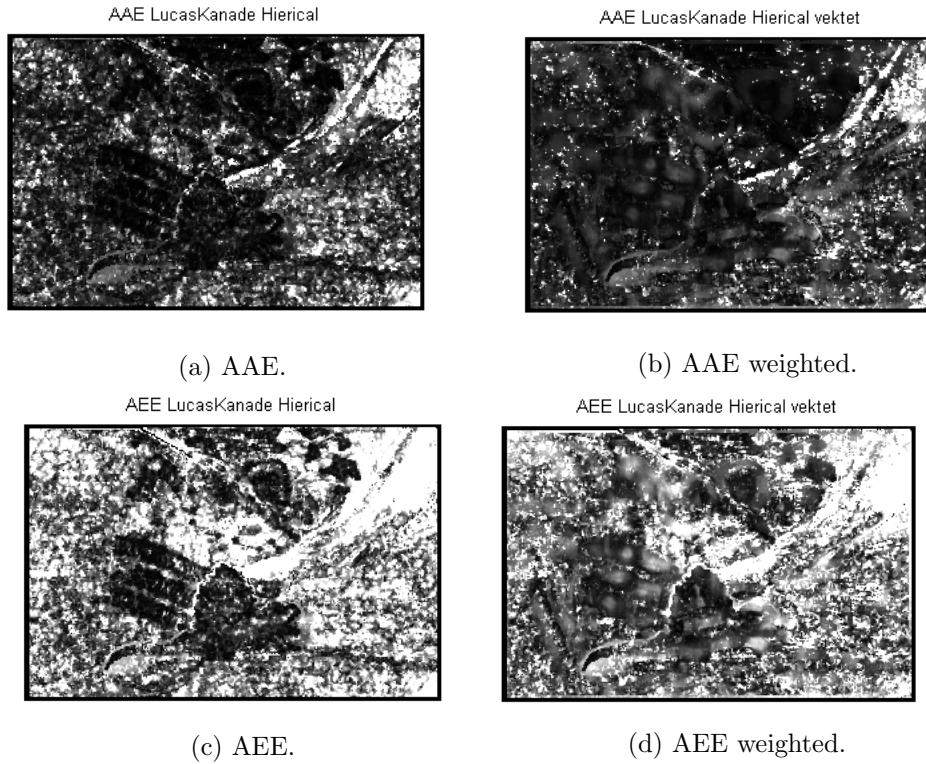 AAE LucasKanade Hierical
AAE LucasKanade Hierical vektet
(a) AAE.
(b) AAE weighted.
AEE LucasKanade Hierical
AEE LucasKanade Hierical vektet
(c) AEE.
(d) AEE weighted.